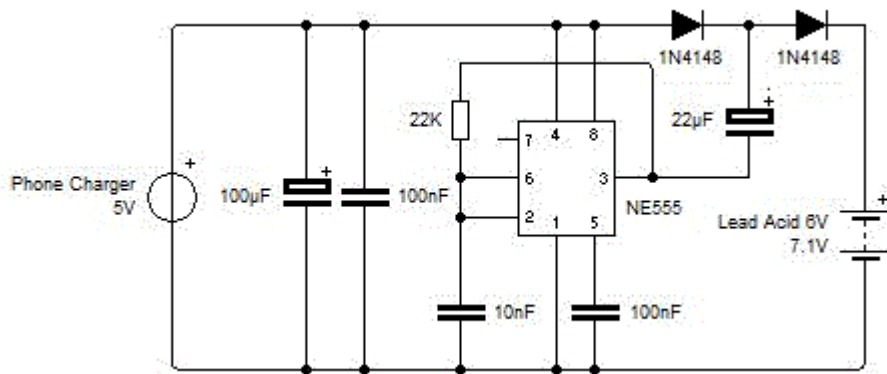 1N4148
1N4148
22K
7
4
8
22µF
+
+
Phone Charger
5V
100µF
+
100nF
6
3
2
1
5
NE555
Lead Acid 6V
7.1V
+
10nF
100nF